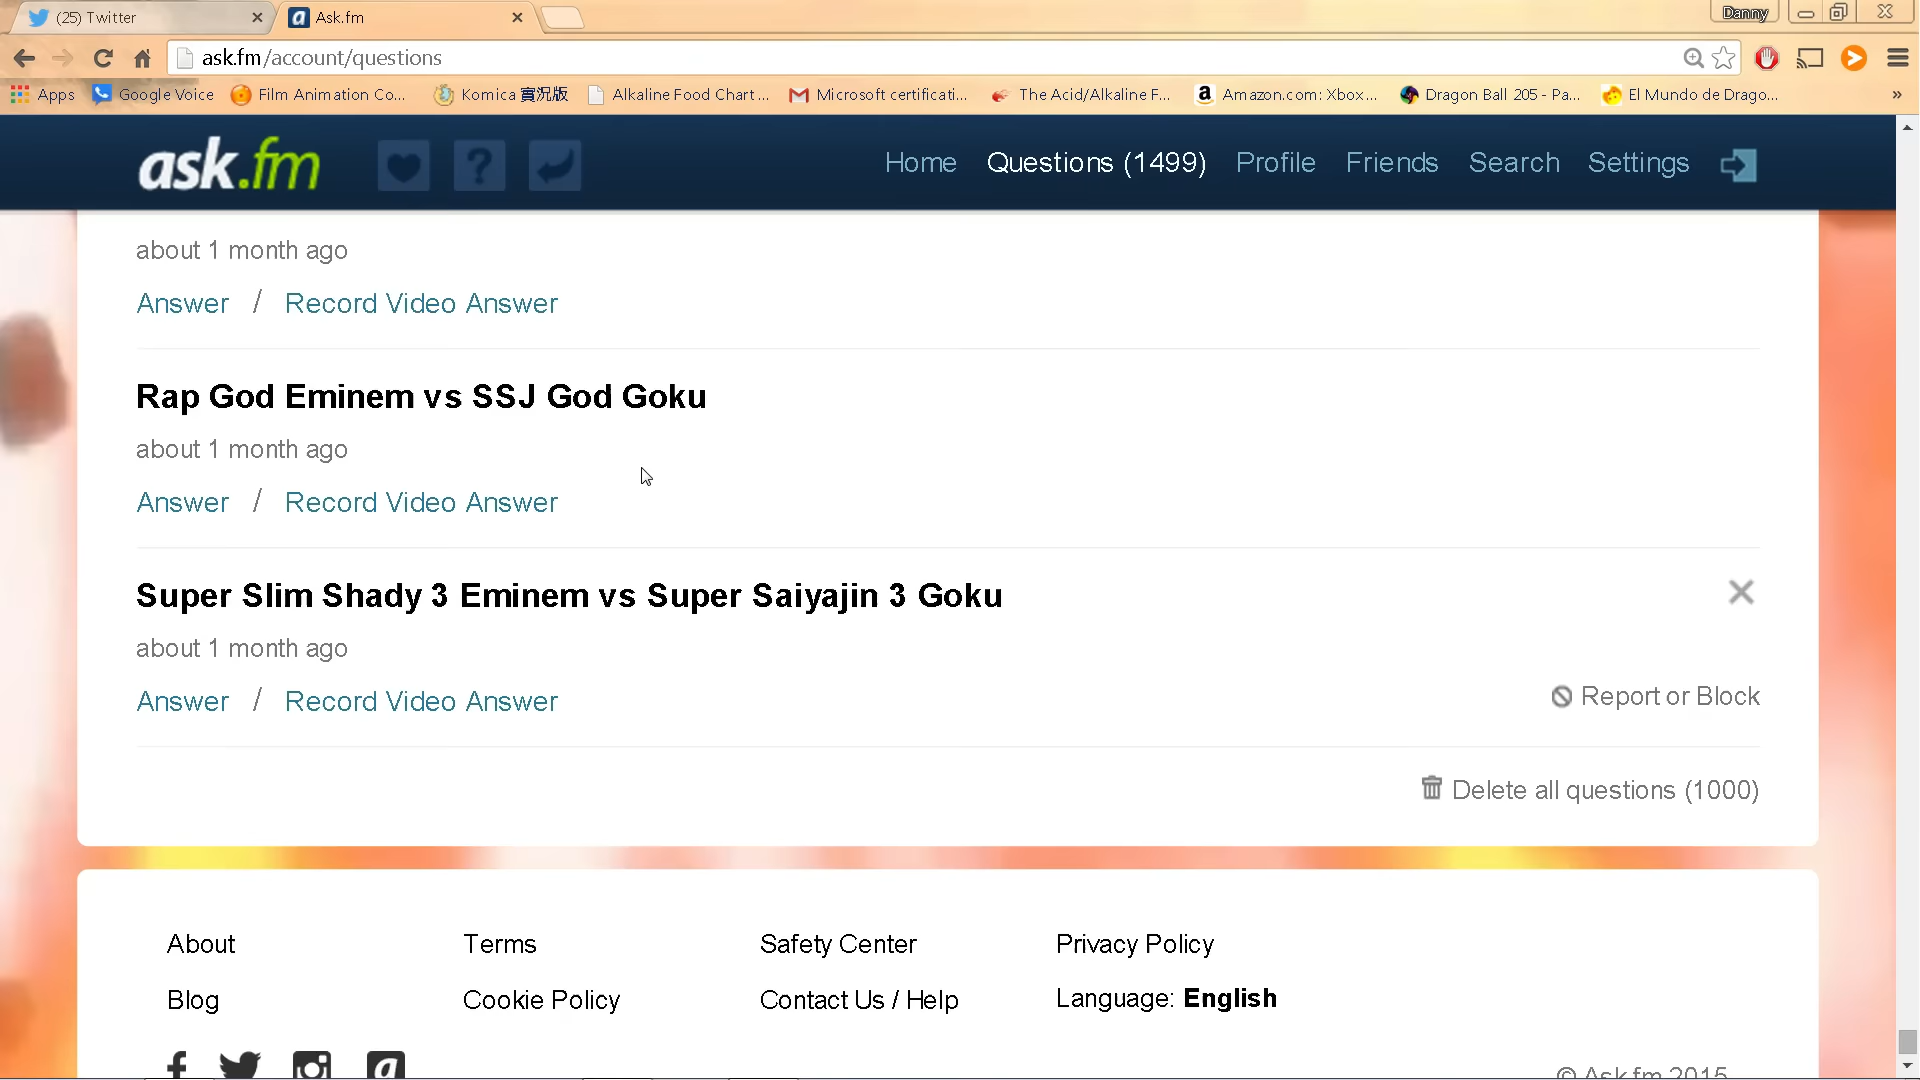 (25) Twitter
Ask.fm
Danny
ask.fm/account/questions
Apps Google Voice Film Animation Co... Komica 實況版 Alkaline Food Chart ... Microsoft certificati... The Acid/Alkaline F... Amazon.com: Xbox... Dragon Ball 205 - Pa... El Mundo de Drago... »
ask.fm ? Home Questions (1499) Profile Friends Search Settings
about 1 month ago
Answer / Record Video Answer
Rap God Eminem vs SSJ God Goku
about 1 month ago
Answer / Record Video Answer
Super Slim Shady 3 Eminem vs Super Saiyajin 3 Goku
about 1 month ago
Answer / Record Video Answer
Report or Block
Delete all questions (1000)
About Terms Safety Center Privacy Policy
Blog Cookie Policy Contact Us / Help Language: English
© Ask.fm 2015